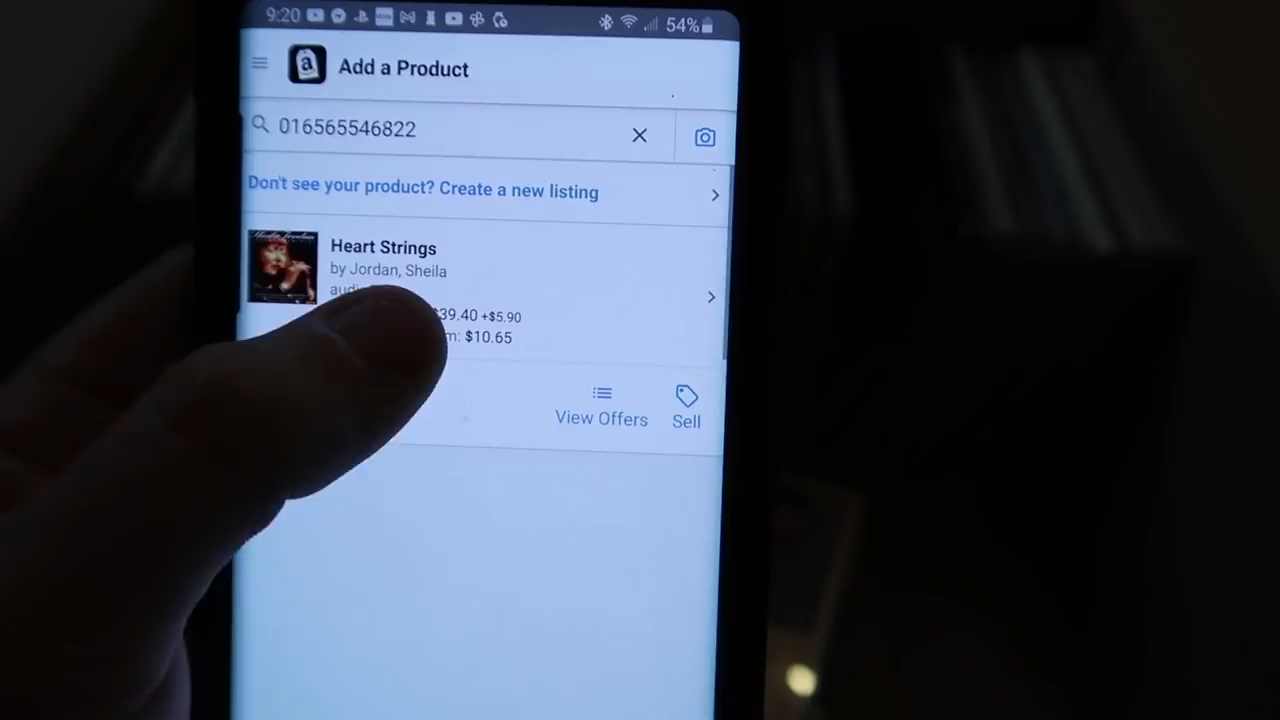 9:20 54%
Add a Product
016565546822
Don't see your product? Create a new listing
Heart Strings
by Jordan, Sheila
$39.40 +$5.90
$10.65
View Offers
Sell